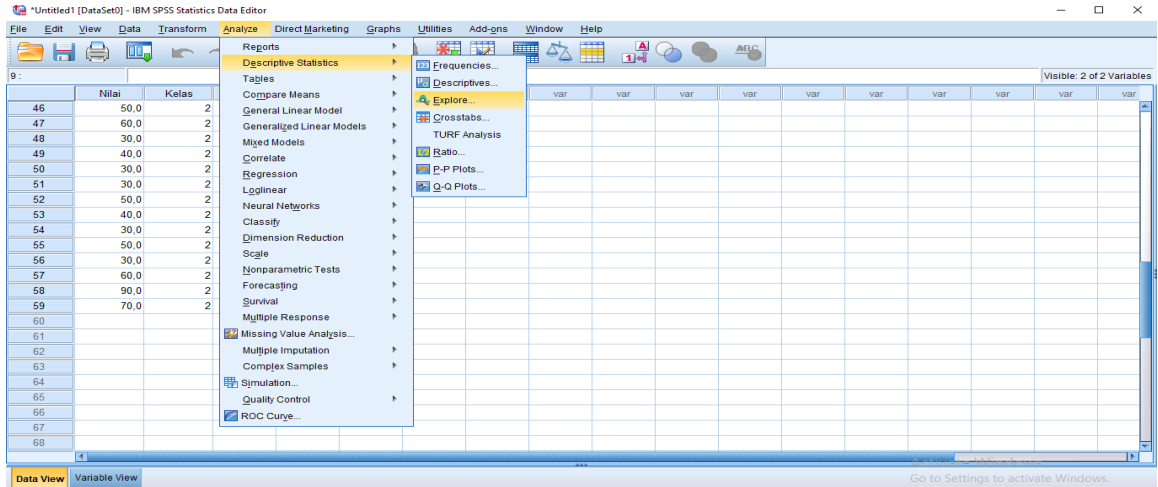 *Untitled1 [DataSet0] - IBM SPSS Statistics Data Editor
File Edit View Data Transform Analyze Direct Marketing Graphs Utilities Add-ons Window Help
9 :
Visible: 2 of 2 Variables
Nilai Kelas var var var var var var var var var var
46 50,0 2
47 60,0 2
48 30,0 2
49 40,0 2
50 30,0 2
51 30,0 2
52 50,0 2
53 40,0 2
54 30,0 2
55 50,0 2
56 30,0 2
57 60,0 2
58 90,0 2
59 70,0 2
60
61
62
63
64
65
66
67
68
Reports
Descriptive Statistics
Tables
Compare Means
General Linear Model
Generalized Linear Models
Mixed Models
Correlate
Regression
Loglinear
Neural Networks
Classify
Dimension Reduction
Scale
Nonparametric Tests
Forecasting
Survival
Multiple Response
Missing Value Analysis...
Multiple Imputation
Complex Samples
Simulation...
Quality Control
ROC Curve...
Frequencies...
Descriptives...
Explore...
Crosstabs...
TURF Analysis
Ratio...
P-P Plots...
Q-Q Plots...
Data View Variable View
Go to Settings to activate Windows.